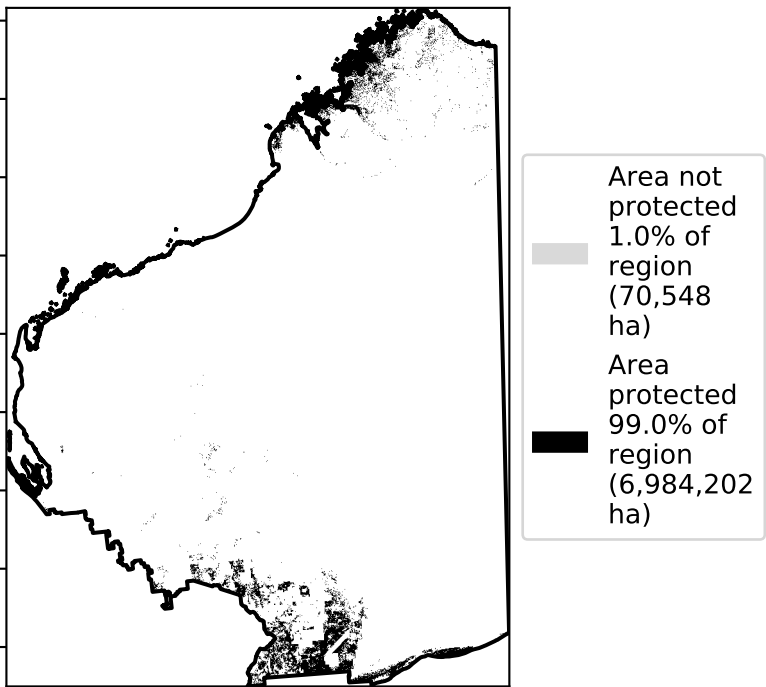 Area not
protected
1.0% of
region
(70,548
ha)
Area
protected
99.0% of
region
(6,984,202
ha)